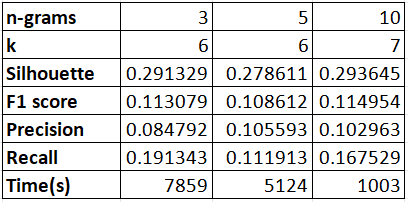 n-grams 3 5 10
k 6 6 7
Silhouette 0.291329 0.278611 0.293645
F1 score 0.113079 0.108612 0.114954
Precision 0.084792 0.105593 0.102963
Recall 0.191343 0.111913 0.167529
Time(s) 7859 5124 1003